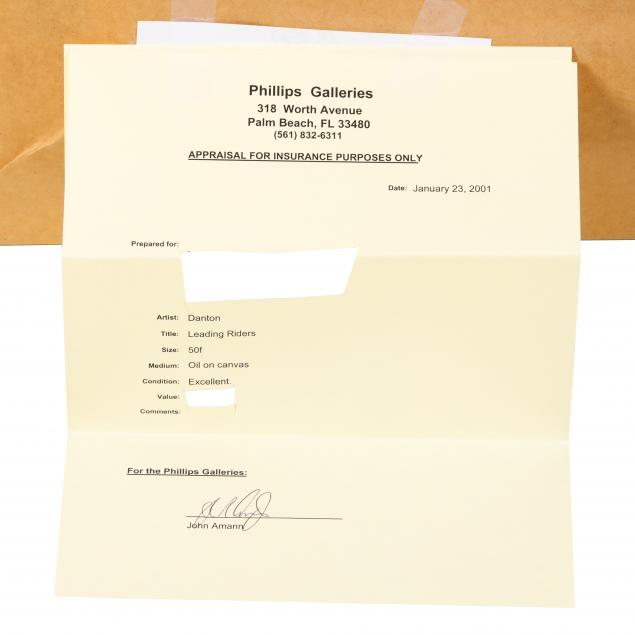 Phillips Galleries
318 Worth Avenue
Palm Beach, FL 33480
(561) 832-6311
APPRAISAL FOR INSURANCE PURPOSES ONLY
Date: January 23, 2001
Prepared for:
Artist: Danton
Title: Leading Riders
Size: 50f
Medium: Oil on canvas
Condition: Excellent
Value:
Comments:
For the Phillips Galleries:
John Amann